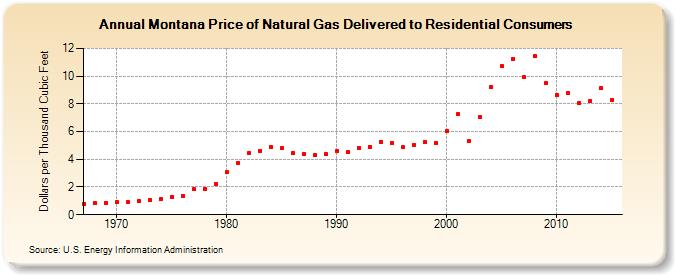 Annual Montana Price of Natural Gas Delivered to Residential Consumers
Dollars per Thousand Cubic Feet
12
10
8
6
4
2
0
1970 1980 1990 2000 2010
Source: U.S. Energy Information Administration